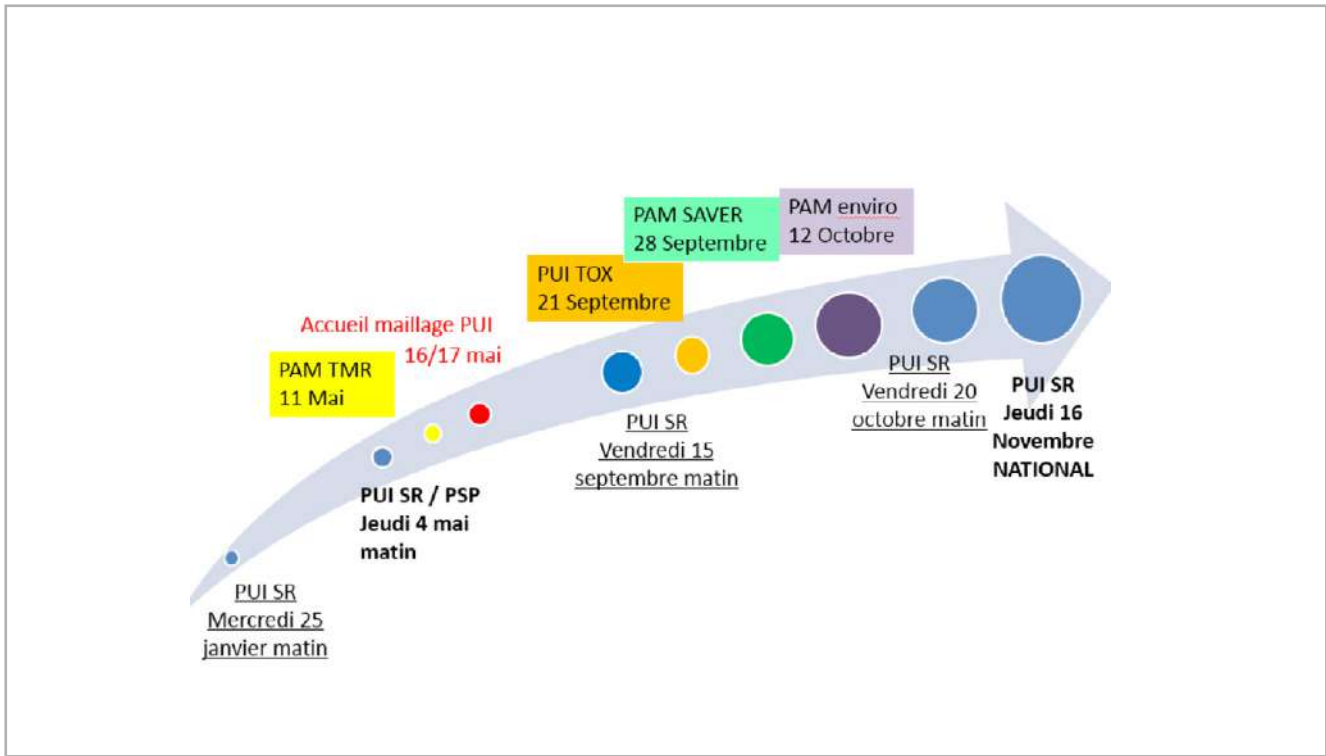 PUI SR
Mercredi 25
janvier matin
PUI SR / PSP
Jeudi 4 mai
matin
PAM TMR
11 Mai
Accueil maillage PUI
16/17 mai
PUI SR
Vendredi 15
septembre matin
PUI TOX
21 Septembre
PAM SAVER
28 Septembre
PAM enviro
12 Octobre
PUI SR
Vendredi 20
octobre matin
PUI SR
Jeudi 16
Novembre
NATIONAL